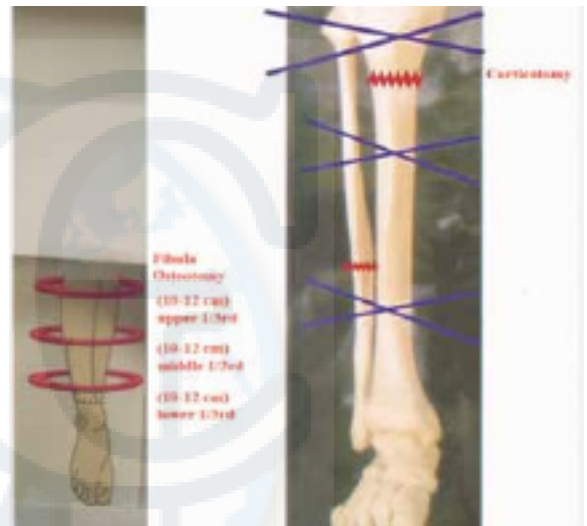 Corticotomy
Fibula
Osteotomy
(10-12 cm)
upper 1/3rd
(10-12 cm)
middle 1/3rd
(10-12 cm)
lower 1/3rd